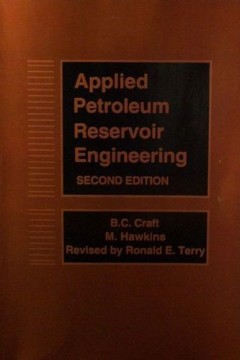 Applied
Petroleum
Reservoir
Engineering
SECOND EDITION
B.C. Craft
M. Hawkins
Revised by Ronald E. Terry